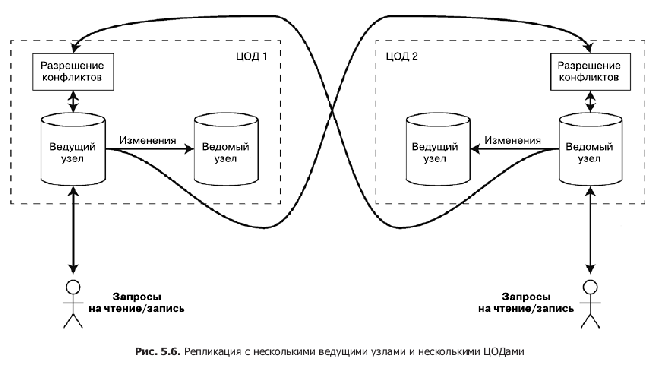 ЦОД 1
ЦОД 2
Разрешение
конфликтов
Разрешение
конфликтов
Ведущий
узел
Изменения
Ведомый
узел
Ведущий
узел
Изменения
Ведомый
узел
Запросы
на чтение/запись
Запросы
на чтение/запись
Рис. 5.6. Репликация с несколькими ведущими узлами и несколькими ЦОДами